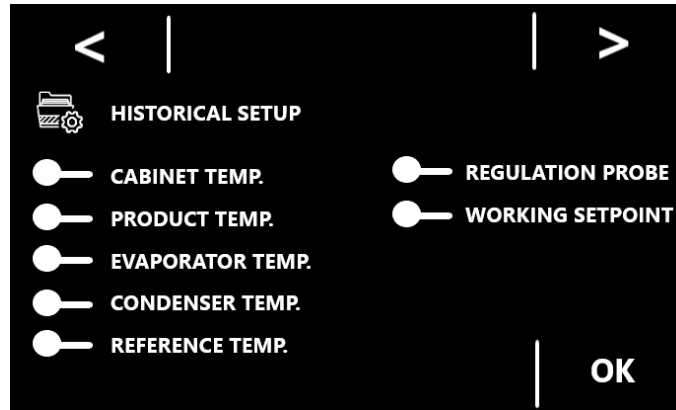 < >
HISTORICAL SETUP
CABINET TEMP.
PRODUCT TEMP.
EVAPORATOR TEMP.
CONDENSER TEMP.
REFERENCE TEMP.
REGULATION PROBE
WORKING SETPOINT
OK